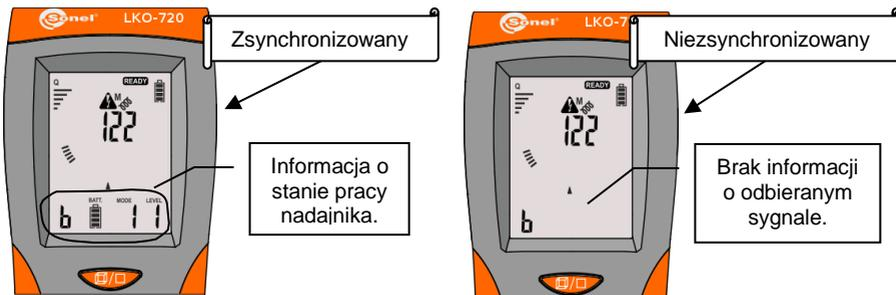 Sonel
LKO-720
Zsynchronizowany
Q
READY
M
122
Informacja o
stanie pracy
nadajnika.
BATT. MODE LEVEL
b 1 1
Sonel
LKO-7
Niezsynchronizowany
Q
READY
M
122
Brak informacji
o odbieranym
sygnale.
b